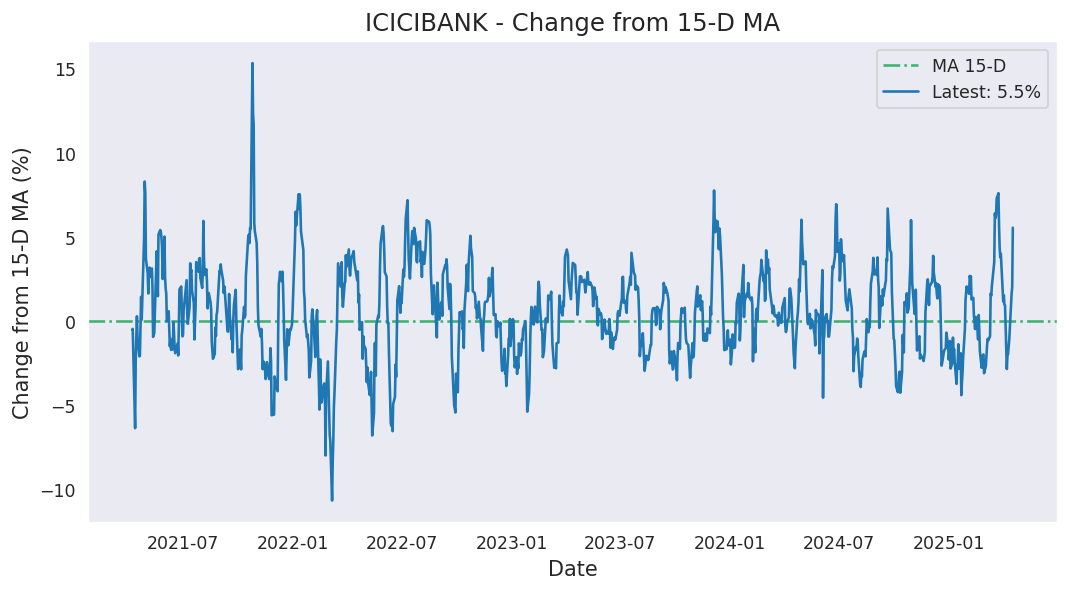 ICICIBANK - Change from 15-D MA
MA 15-D
Latest: 5.5%
Change from 15-D MA (%)
15
10
5
0
−5
−10
2021-07
2022-01
2022-07
2023-01
2023-07
2024-01
2024-07
2025-01
Date